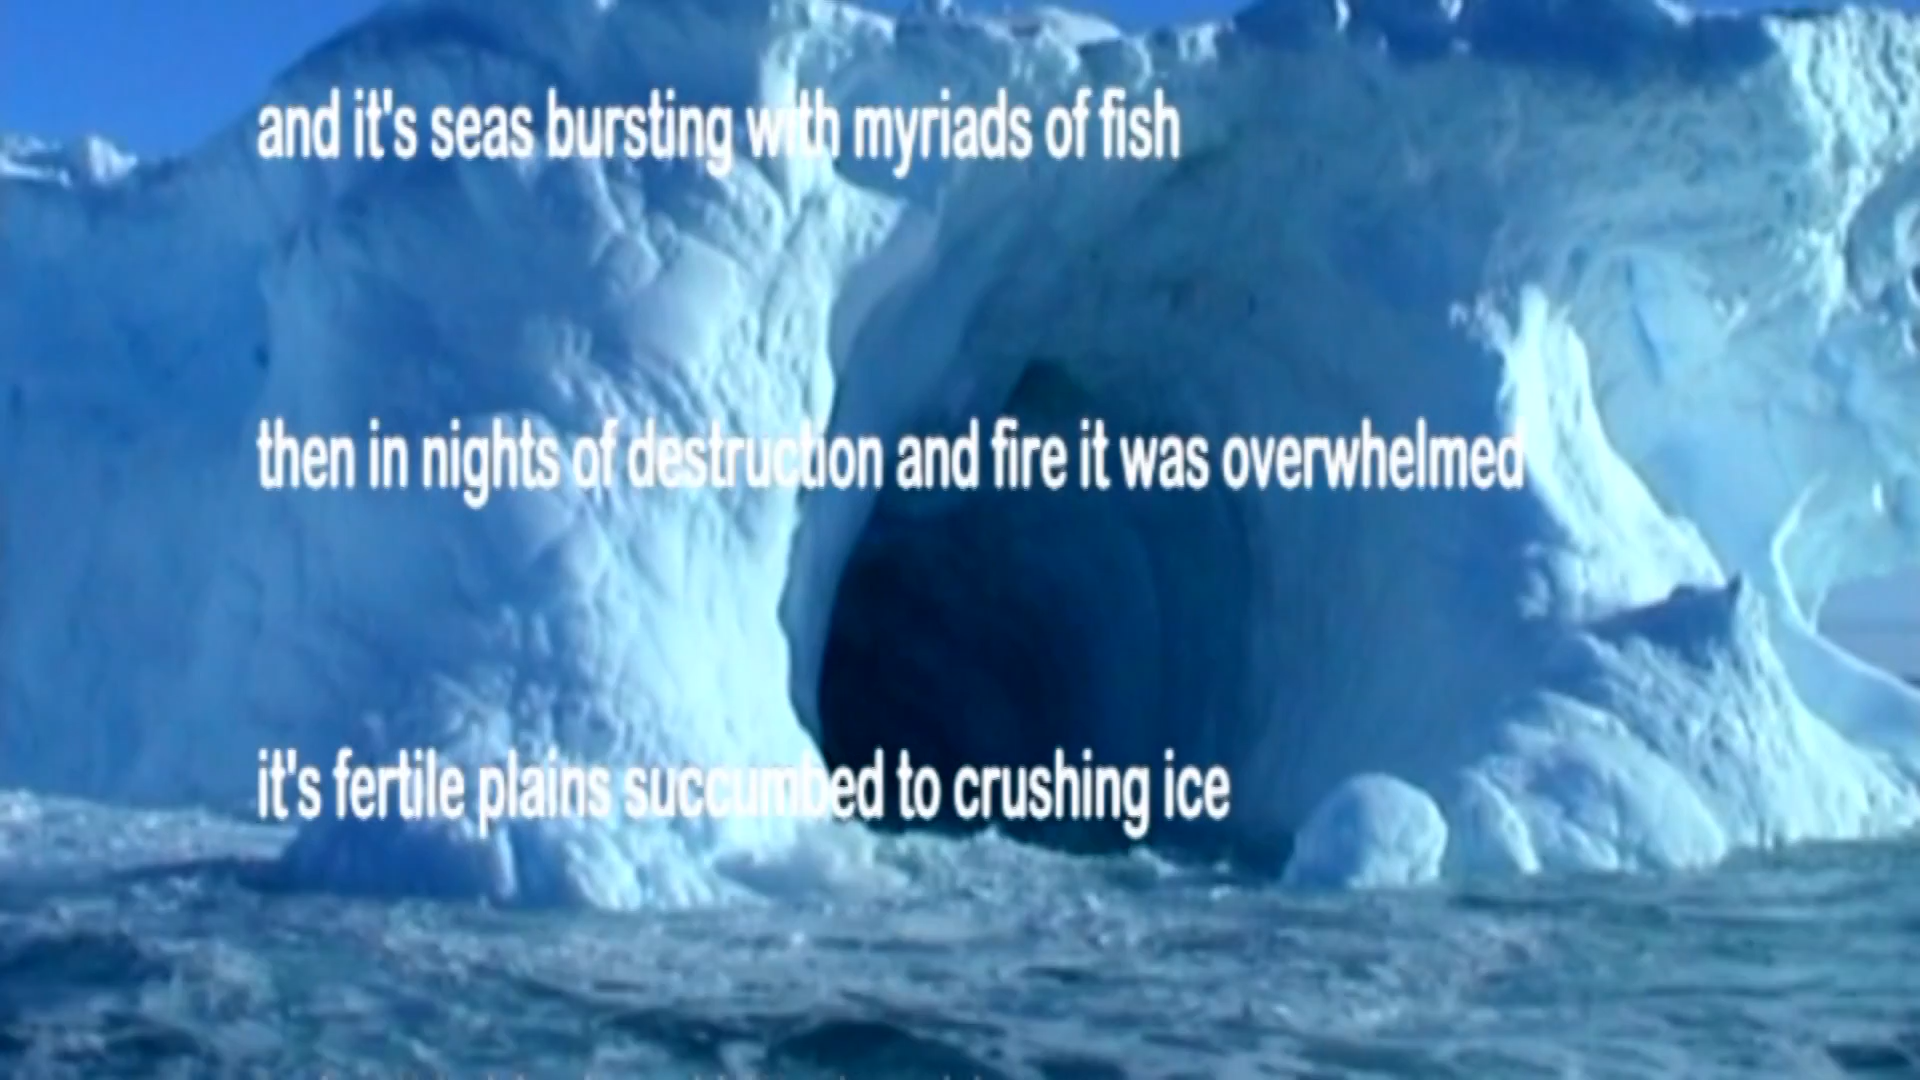 and it's seas bursting with myriads of fish
then in nights of destruction and fire it was overwhelmed
it's fertile plains succumbed to crushing ice